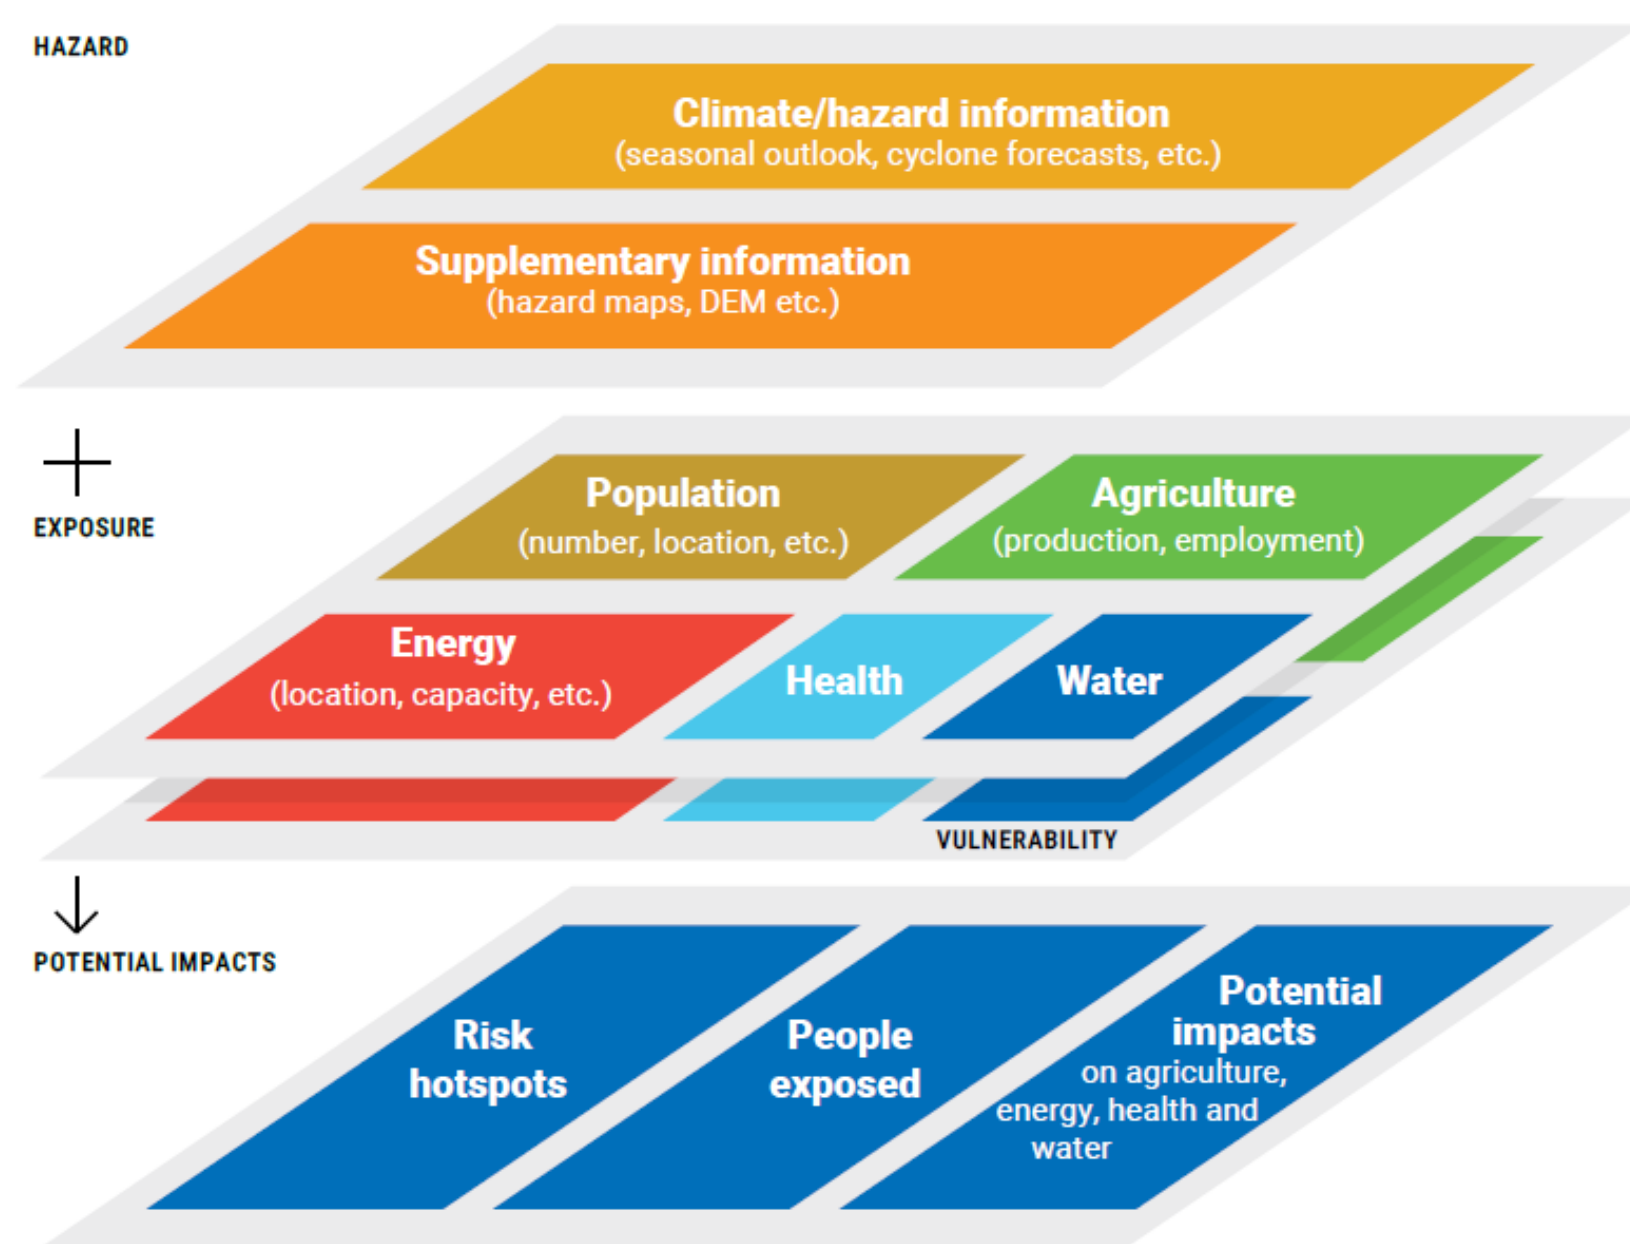 HAZARD
Climate/hazard information
(seasonal outlook, cyclone forecasts, etc.)
Supplementary information
(hazard maps, DEM etc.)
EXPOSURE
Population
(number, location, etc.)
Agriculture
(production, employment)
Energy
(location, capacity, etc.)
Health
Water
VULNERABILITY
POTENTIAL IMPACTS
Risk
hotspots
People
exposed
Potential
impacts
on agriculture,
energy, health and
water